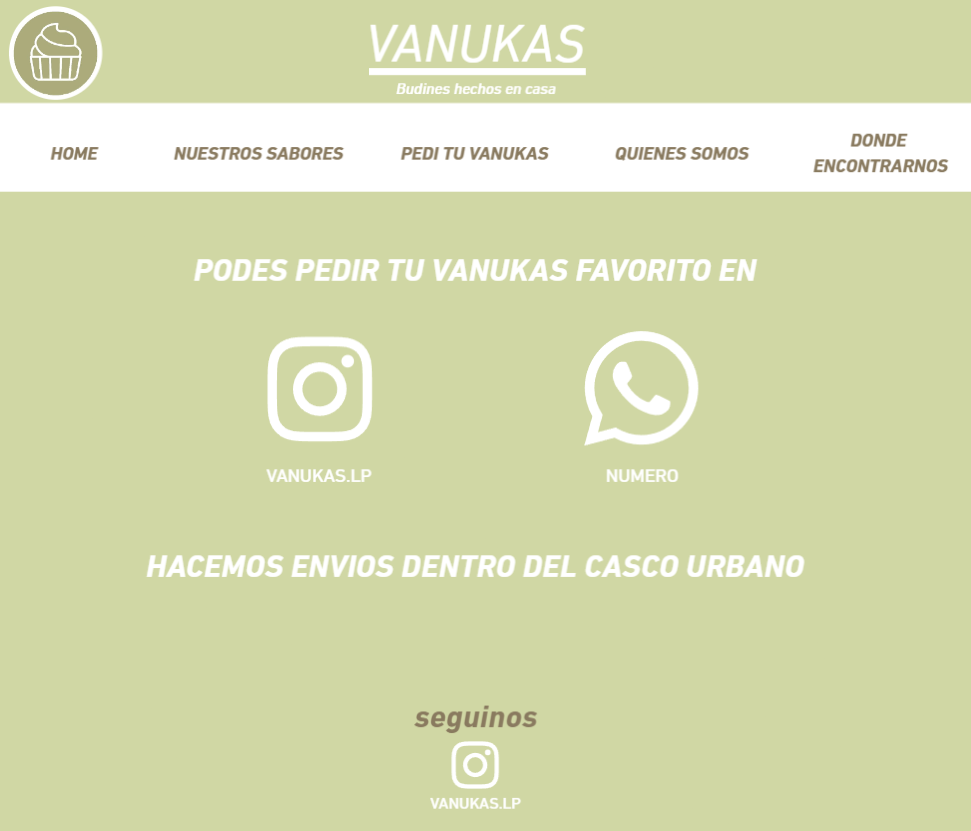 VANUKAS
Budines hechos en casa
HOME
NUESTROS SABORES
PEDI TU VANUKAS
QUIENES SOMOS
DONDE
ENCONTRARNOS
PODES PEDIR TU VANUKAS FAVORITO EN
VANUKAS.LP
NUMERO
HACEMOS ENVIOS DENTRO DEL CASCO URBANO
seguinos
VANUKAS.LP